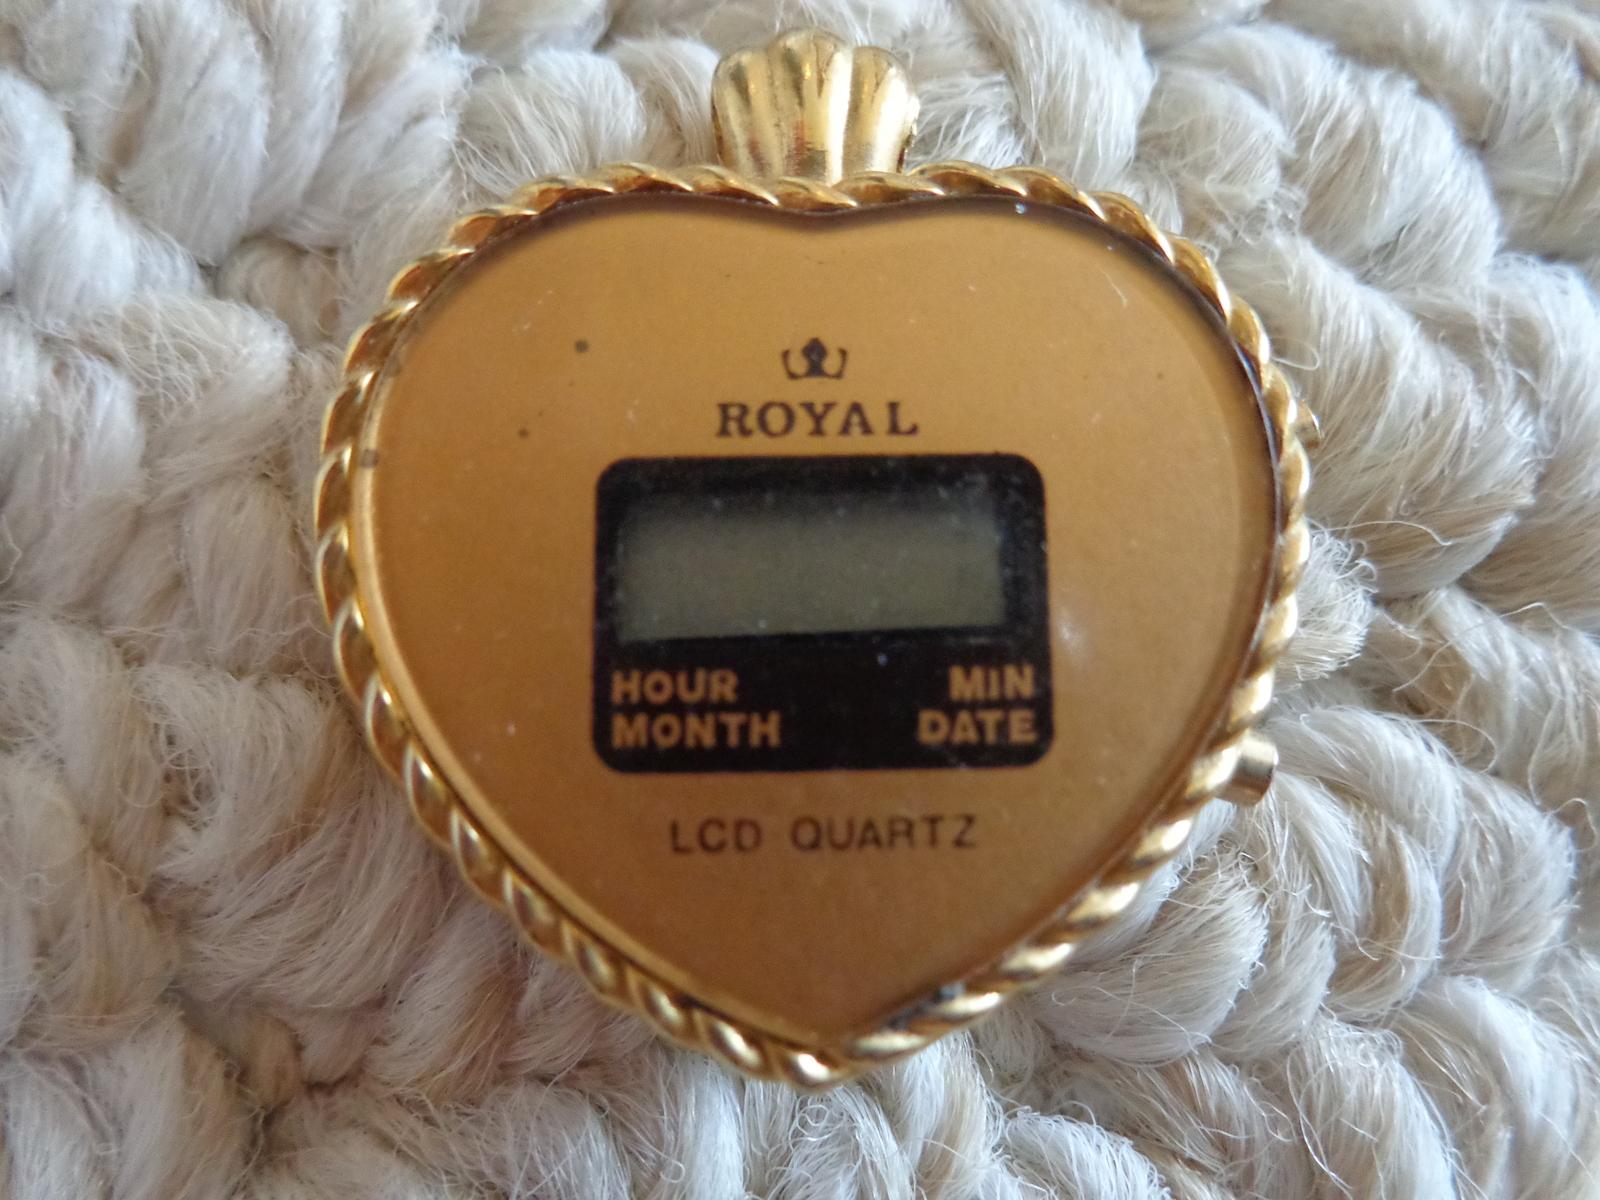 ROYAL
HOUR MIN
MONTH DATE
LCD QUARTZ